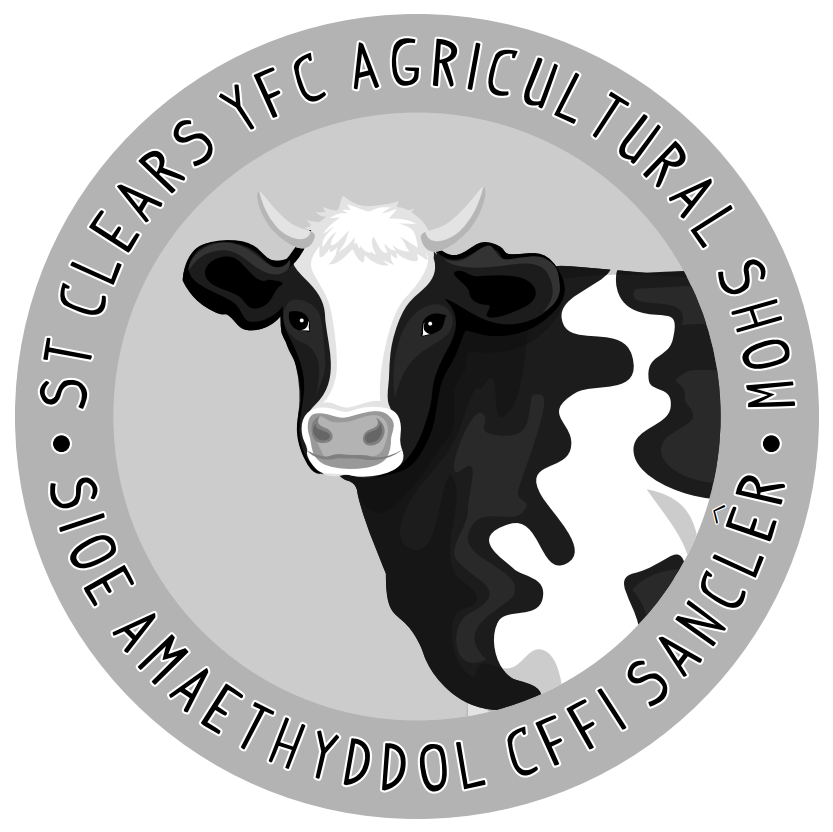 ST CLEARS YFC AGRICULTURAL SHOW
SIOE AMAETHYDDOL CFFI SANCLÊR